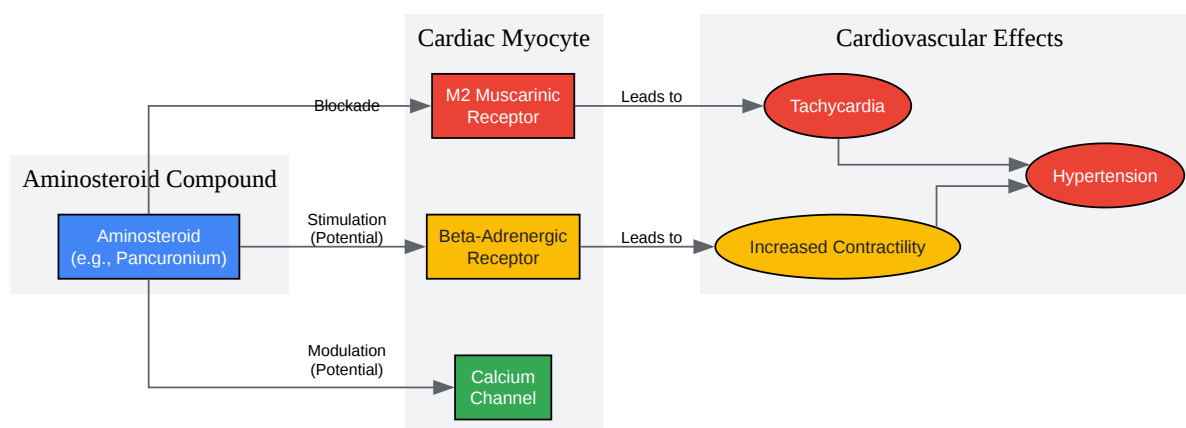 Cardiac Myocyte
Cardiovascular Effects
Blockade
M2 Muscarinic
Receptor
Leads to
Tachycardia
Aminosteroid Compound
Hypertension
Aminosteroid
(e.g., Pancuronium)
Stimulation
(Potential)
Beta-Adrenergic
Receptor
Leads to
Increased Contractility
Modulation
(Potential)
Calcium
Channel